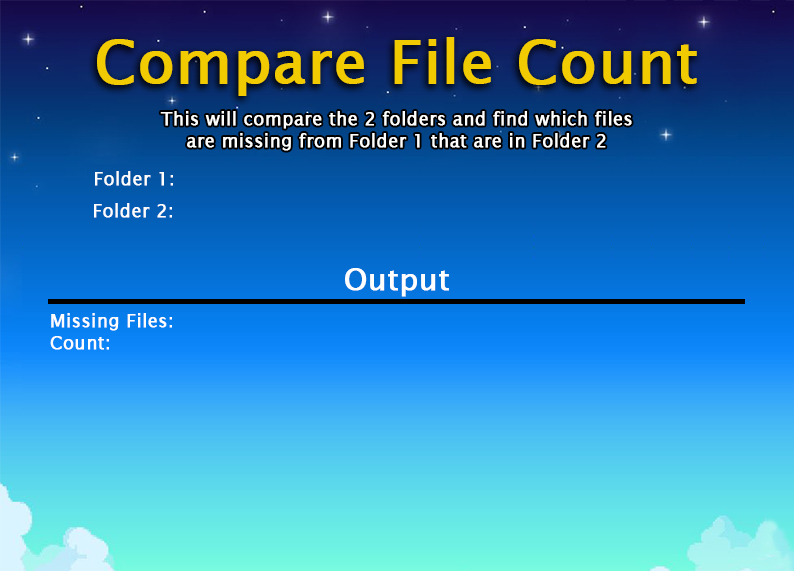 Compare File Count
This will compare the 2 folders and find which files
are missing from Folder 1 that are in Folder 2
Folder 1:
Folder 2:
Output
Missing Files:
Count: